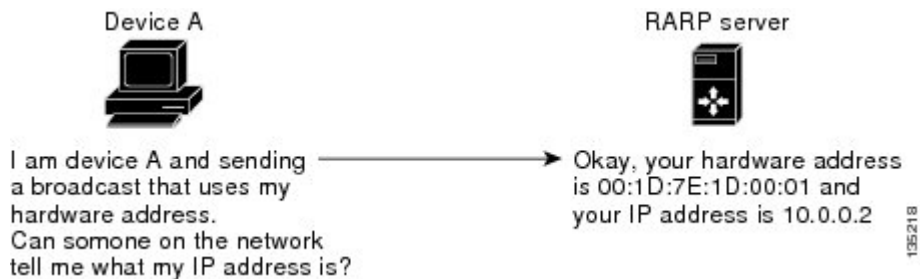 Device A
RARP server
I am device A and sending
a broadcast that uses my
hardware address.
Can somone on the network
tell me what my IP address is?
Okay, your hardware address
is 00:1D:7E:1D:00:01 and
your IP address is 10.0.0.2
135218